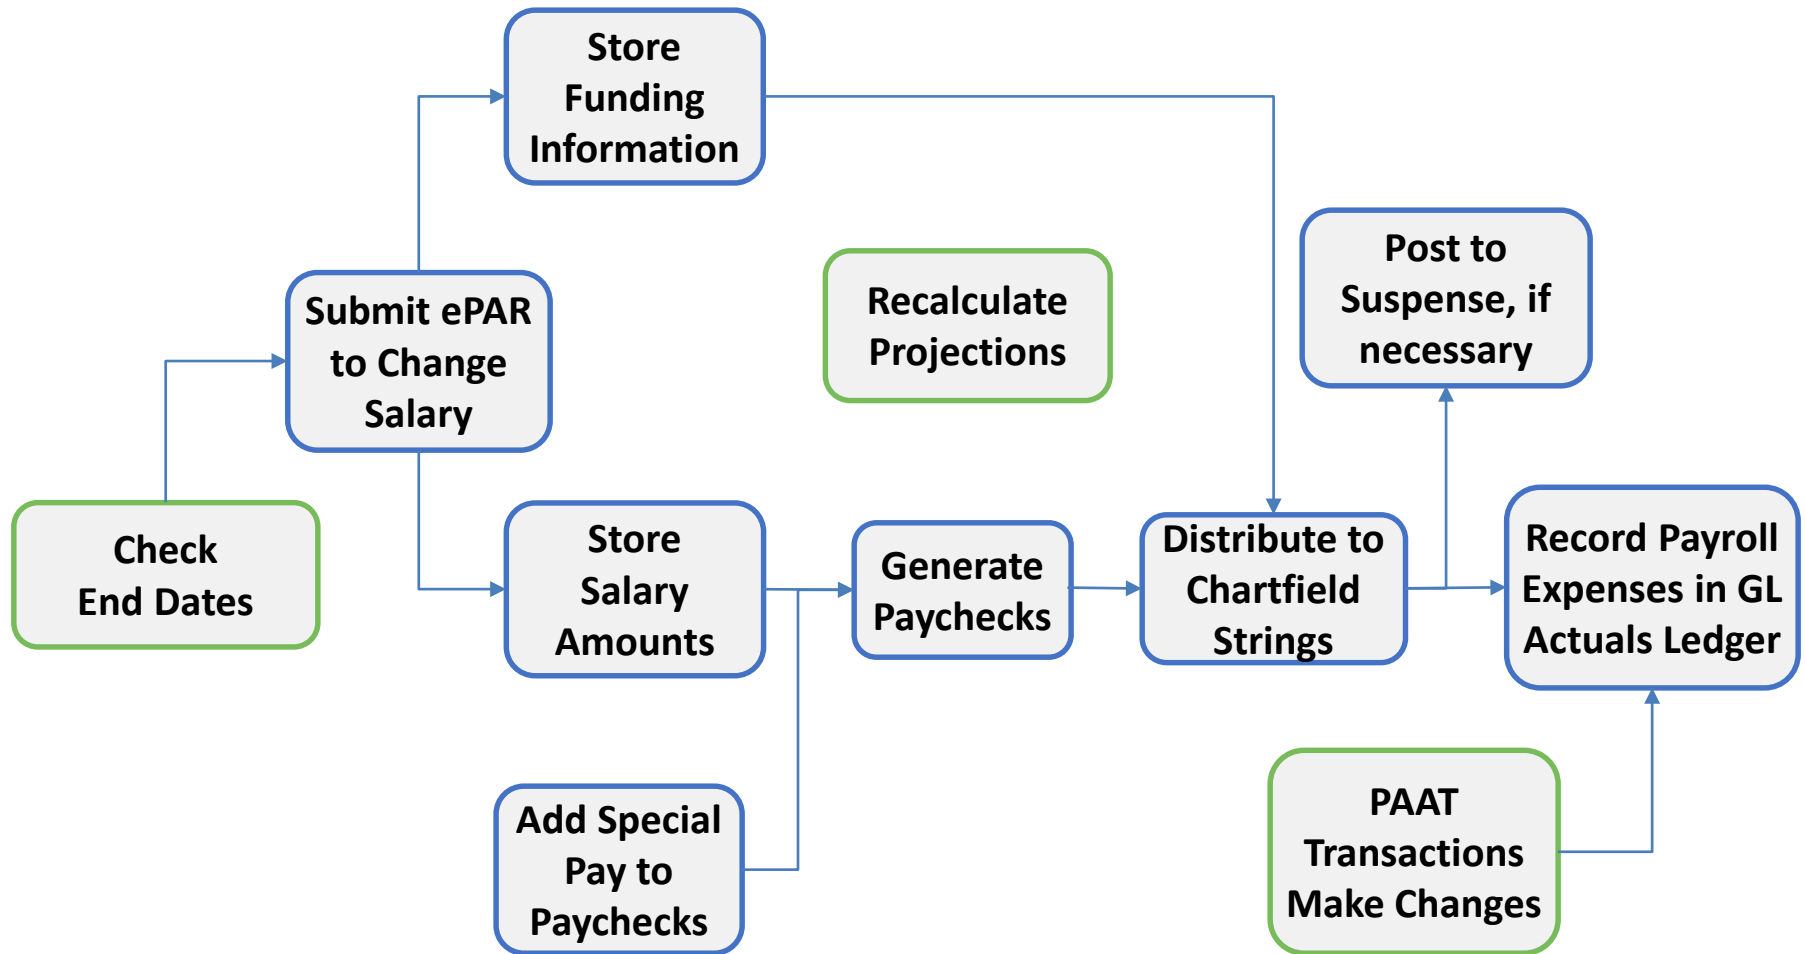 Store
Funding
Information
Post to
Suspense, if
necessary
Recalculate
Projections
Submit ePAR
to Change
Salary
Check
End Dates
Store
Salary
Amounts
Generate
Paychecks
Distribute to
Chartfield
Strings
Record Payroll
Expenses in GL
Actuals Ledger
Add Special
Pay to
Paychecks
PAAT
Transactions
Make Changes